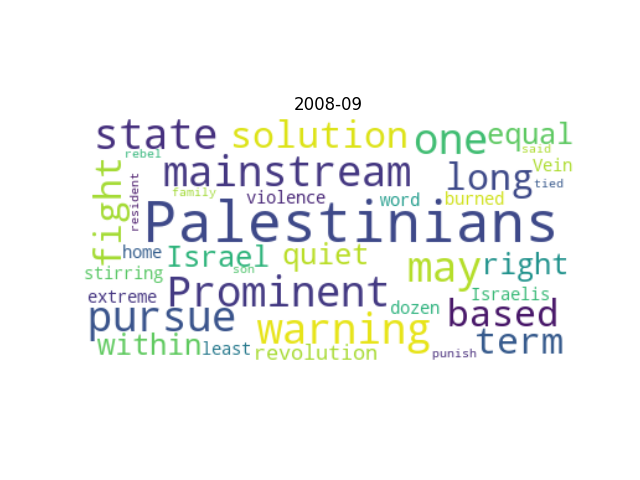 2008-09
state solution one equal
rebel said
fight mainstream long Vein
resident family violence word burned tied
Palestinians
home Israel quiet may right
stirring son
extreme Prominent dozen Israelis
pursue warning based
within least revolution punish term